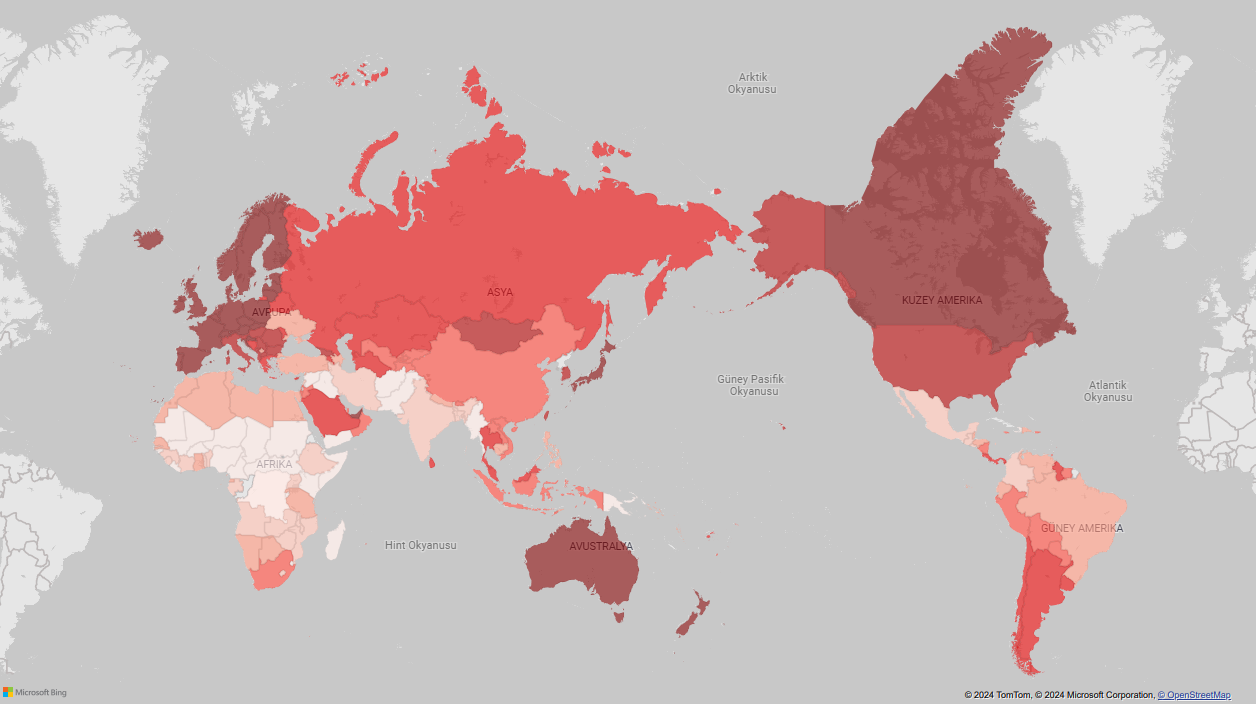 Arktik
Okyanusu
ASYA
KUZEY AMERIKA
AVRUPA
Güney Pasifik
Okyanusu
Atlantik
Okyanusu
AFRIKA
GÜNEY AMERIKA
Hint Okyanusu
AVUSTRALYA
Microsoft Bing
© 2024 TomTom, © 2024 Microsoft Corporation, © OpenStreetMap